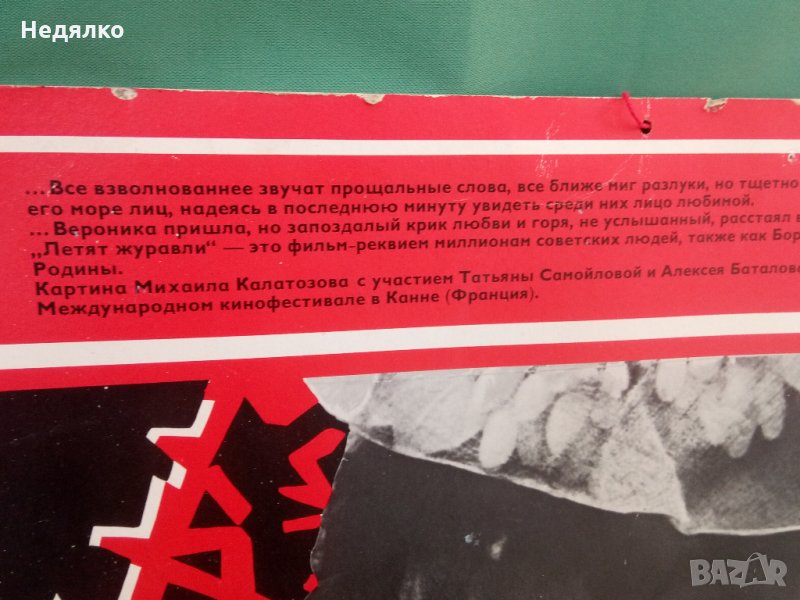 Недялко
...Все взволнованнее звучат прощальные слова, все ближе миг разлуки, но тщетно
его море лиц, надеясь в последнюю минуту увидеть среди них лицо любимой.
...Вероника пришла, но запоздалый крик любви и горя, не услышанный, расстаял в
„Летят журавли“ — это фильм-реквием миллионам советских людей, также как Бор
Родины.
Картина Михаила Калатозова с участием Татьяны Самойловой и Алексея Баталов
Международном кинофестивале в Канне (Франция).
BAZAR